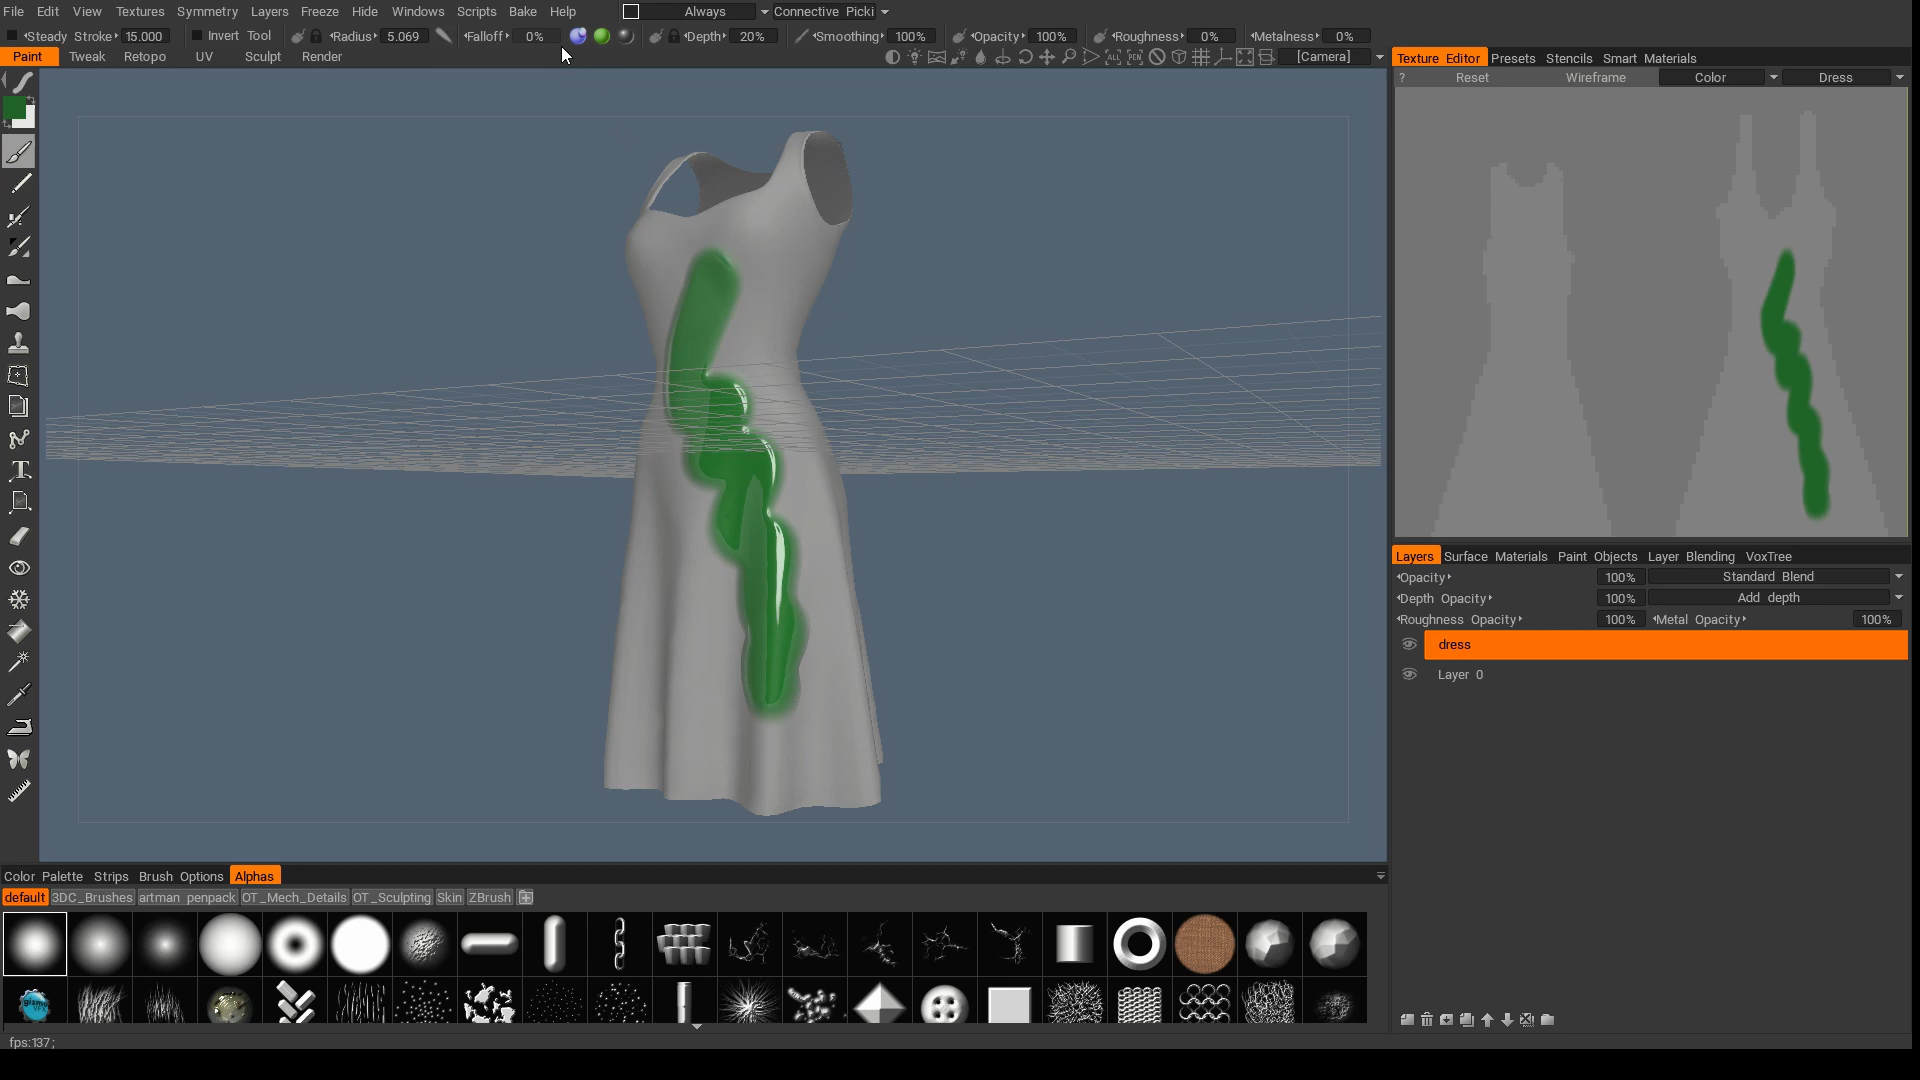 File Edit View Textures Symmetry Layers Freeze Hide Windows Scripts Bake Help Always Connective Picki
Steady Stroke 15.000 Invert Tool Radius 5.069 Falloff 0% Depth 20% Smoothing 100% Opacity 100% Roughness 0% Metalness 0%
Paint Tweak Retopo UV Sculpt Render ALL PEN [Camera]
Texture Editor Presets Stencils Smart Materials
? Reset Wireframe Color Dress
Layers Surface Materials Paint Objects Layer Blending VoxTree
Opacity 100% Standard Blend
Depth Opacity 100% Add depth
Roughness Opacity 100% Metal Opacity 100%
dress
Layer 0
Color Palette Strips Brush Options Alphas
default 3DC_Brushes artman penpack OT_Mech_Details OT_Sculpting Skin ZBrush
gizmo
fps:137;